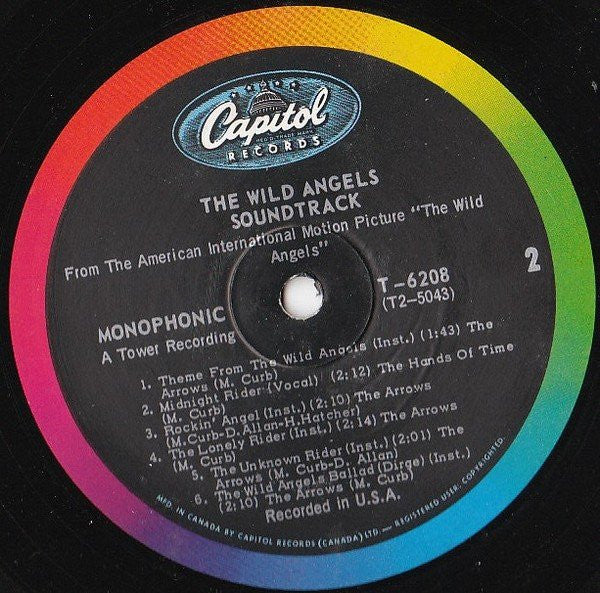 Capitol
REG'D TRADE MARK
RECORDS
THE WILD ANGELS
SOUNDTRACK
From The American International Motion Picture "The Wild
Angels"
2
T-6208
(T2-5043)
MONOPHONIC
A Tower Recording
1. Theme From The Wild Angels (Inst.) (1:43) The
Arrows (M. Curb)
2. Midnight Rider (Vocal) (2:12) The Hands Of Time
(M. Curb)
3. Rockin' Angel (Inst.) (2:10) The Arrows
(M.Curb-D.Allan-H.Hatcher)
4. The Lonely Rider (Inst.) (2:14) The Arrows
(M. Curb)
5. The Unknown Rider (Inst.) (2:01) The
Arrows (M. Curb-D. Allan)
6. The Wild Angels Ballad (Dirge) (Inst.)
(2:10) The Arrows (M. Curb)
Recorded in U.S.A.
MFD. IN CANADA BY CAPITOL RECORDS (CANADA) LTD. — REGISTERED USER. COPYRIGHTED.